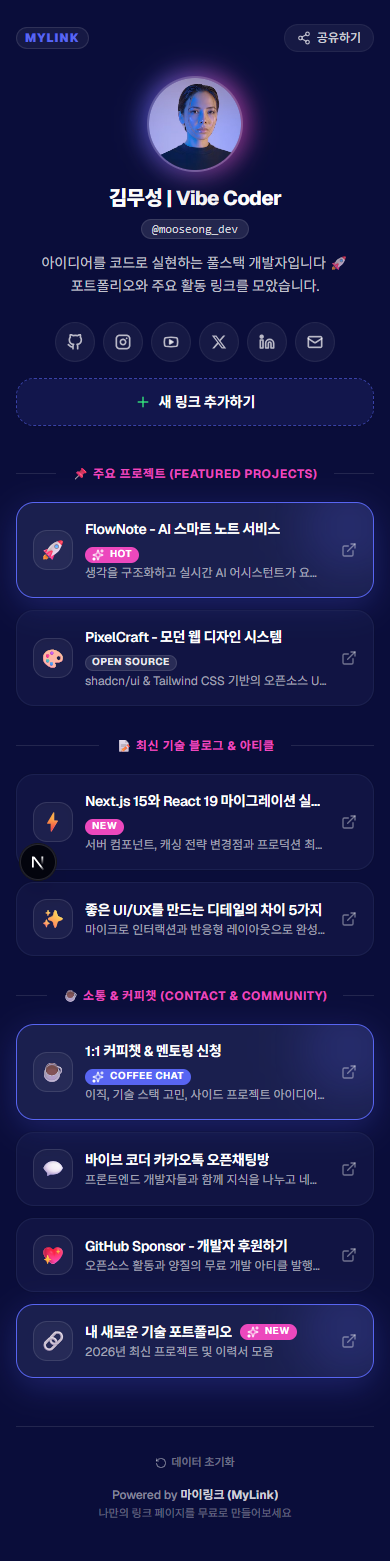 MYLINK
공유하기
김무성 | Vibe Coder
@mooseong_dev
아이디어를 코드로 실현하는 풀스택 개발자입니다 🚀
포트폴리오와 주요 활동 링크를 모았습니다.
+ 새 링크 추가하기
📌 주요 프로젝트 (FEATURED PROJECTS)
FlowNote - AI 스마트 노트 서비스
HOT
생각을 구조화하고 실시간 AI 어시스턴트가 요...
PixelCraft - 모던 웹 디자인 시스템
OPEN SOURCE
shadcn/ui & Tailwind CSS 기반의 오픈소스 U...
최신 기술 블로그 & 아티클
Next.js 15와 React 19 마이그레이션 실...
NEW
서버 컴포넌트, 캐싱 전략 변경점과 프로덕션 최...
N
좋은 UI/UX를 만드는 디테일의 차이 5가지
마이크로 인터랙션과 반응형 레이아웃으로 완성...
☕ 소통 & 커피챗 (CONTACT & COMMUNITY)
1:1 커피챗 & 멘토링 신청
COFFEE CHAT
이직, 기술 스택 고민, 사이드 프로젝트 아이디어...
바이브 코더 카카오톡 오픈채팅방
프론트엔드 개발자들과 함께 지식을 나누고 네...
GitHub Sponsor - 개발자 후원하기
오픈소스 활동과 양질의 무료 개발 아티클 발행...
내 새로운 기술 포트폴리오 NEW
2026년 최신 프로젝트 및 이력서 모음
데이터 초기화
Powered by 마이링크 (MyLink)
나만의 링크 페이지를 무료로 만들어보세요